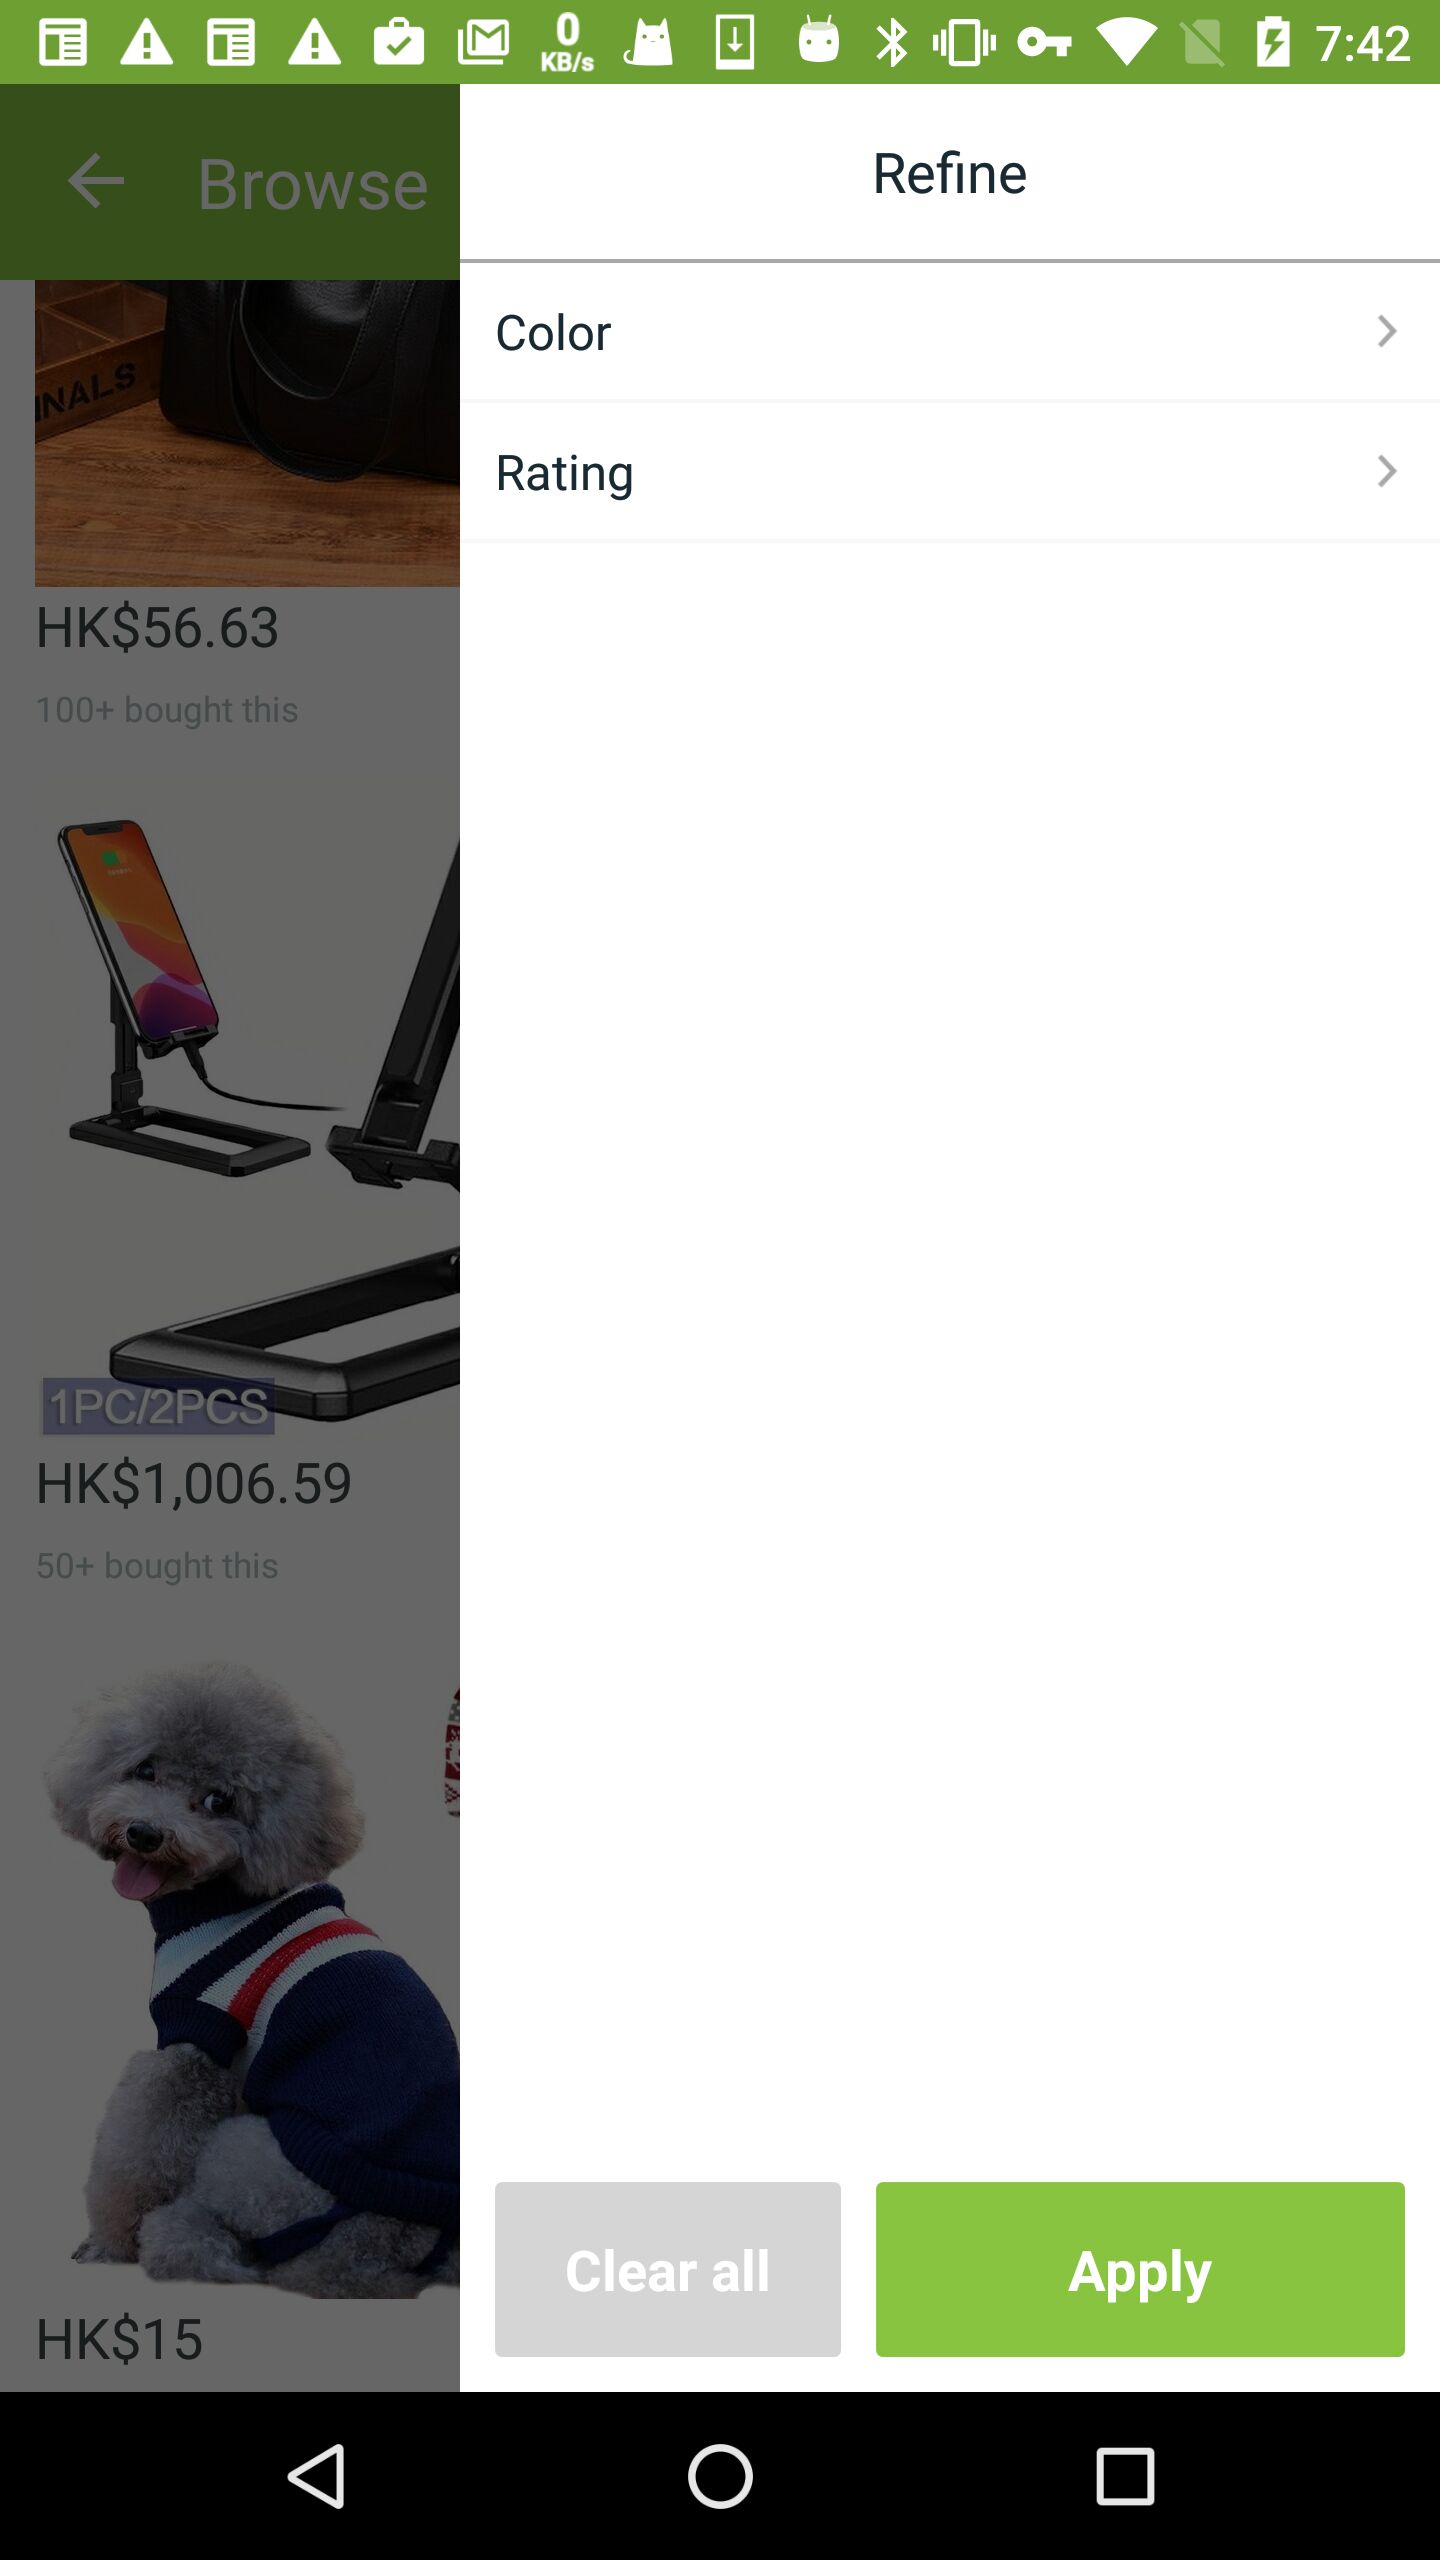 0
KB/s
7:42
Browse
Refine
Color
Rating
INALS
HK$56.63
100+ bought this
1PC/2PCS
HK$1,006.59
50+ bought this
HK$15
Clear all
Apply